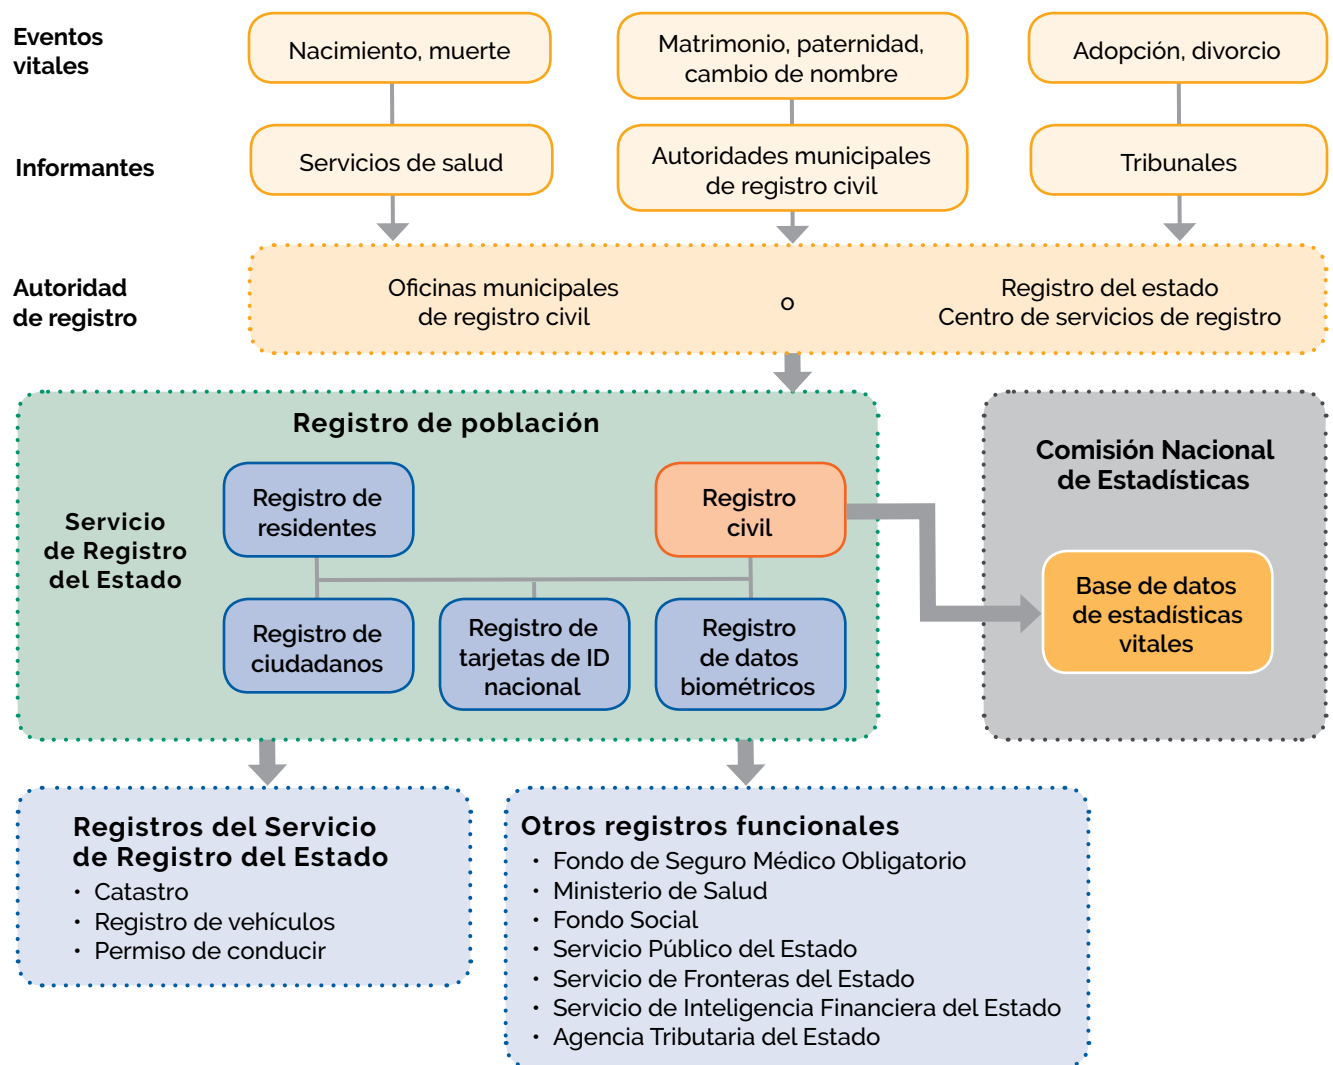 Eventos
vitales
Nacimiento, muerte
Matrimonio, paternidad,
cambio de nombre
Adopción, divorcio
Informantes
Servicios de salud
Autoridades municipales
de registro civil
Tribunales
Autoridad
de registro
Oficinas municipales
de registro civil
o
Registro del estado
Centro de servicios de registro
Registro de población
Servicio
de Registro
del Estado
Registro de
residentes
Registro
civil
Registro de
ciudadanos
Registro de
tarjetas de ID
nacional
Registro
de datos
biométricos
Comisión Nacional
de Estadísticas
Base de datos
de estadísticas
vitales
Registros del Servicio
de Registro del Estado
• Catastro
• Registro de vehículos
• Permiso de conducir
Otros registros funcionales
• Fondo de Seguro Médico Obligatorio
• Ministerio de Salud
• Fondo Social
• Servicio Público del Estado
• Servicio de Fronteras del Estado
• Servicio de Inteligencia Financiera del Estado
• Agencia Tributaria del Estado